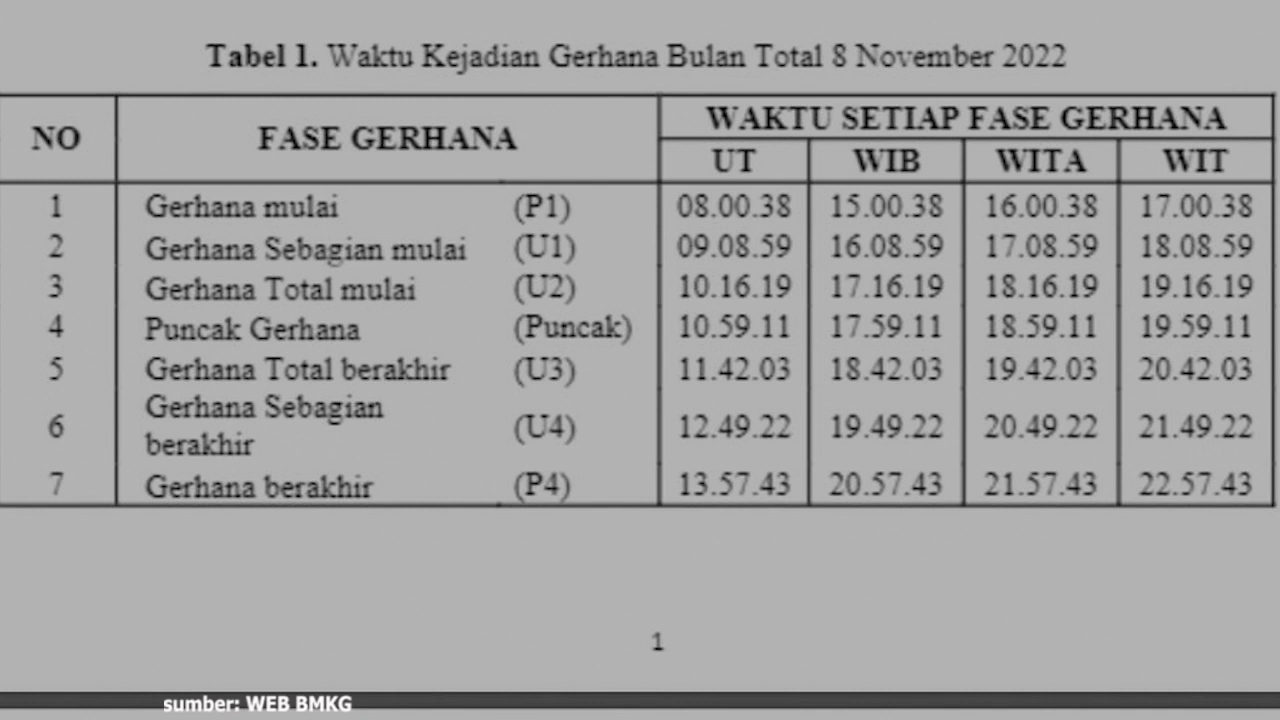 Tabel 1. Waktu Kejadian Gerhana Bulan Total 8 November 2022
NO FASE GERHANA WAKTU SETIAP FASE GERHANA
UT WIB WITA WIT
1 Gerhana mulai (P1) 08.00.38 15.00.38 16.00.38 17.00.38
2 Gerhana Sebagian mulai (U1) 09.08.59 16.08.59 17.08.59 18.08.59
3 Gerhana Total mulai (U2) 10.16.19 17.16.19 18.16.19 19.16.19
4 Puncak Gerhana (Puncak) 10.59.11 17.59.11 18.59.11 19.59.11
5 Gerhana Total berakhir (U3) 11.42.03 18.42.03 19.42.03 20.42.03
6 Gerhana Sebagian berakhir (U4) 12.49.22 19.49.22 20.49.22 21.49.22
7 Gerhana berakhir (P4) 13.57.43 20.57.43 21.57.43 22.57.43
1
sumber: WEB BMKG